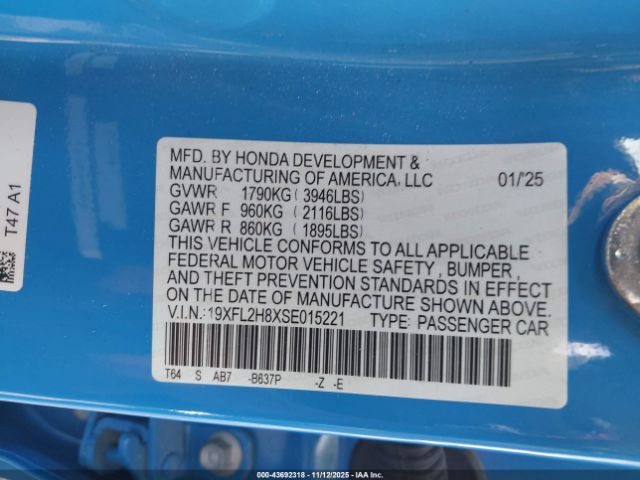 MFD. BY HONDA DEVELOPMENT &
MANUFACTURING OF AMERICA, LLC 01/'25
GVWR 1790KG ( 3946LBS)
GAWR F 960KG ( 2116LBS)
GAWR R 860KG ( 1895LBS)
THIS VEHICLE CONFORMS TO ALL APPLICABLE
FEDERAL MOTOR VEHICLE SAFETY , BUMPER,
AND THEFT PREVENTION STANDARDS IN EFFECT
ON THE DATE OF MANUFACTURE SHOWN ABOVE.
V.I.N.:19XFL2H8XSE015221 TYPE: PASSENGER CAR
T64 S AB7 -B637P -Z -E
T47 A1
000-43692318 - 11/12/2025 - IAAI.COM